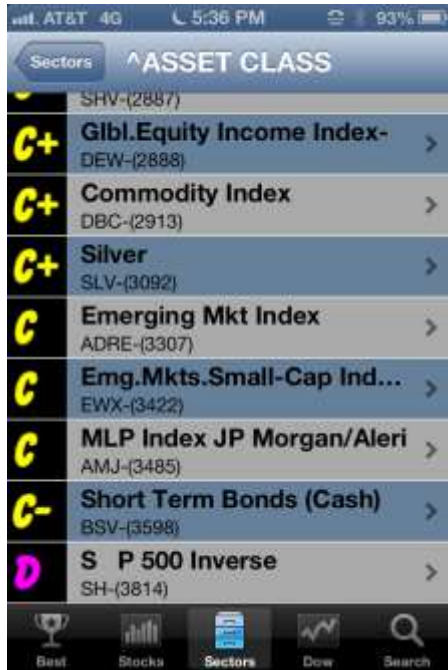 AT&T 4G 5:36 PM 93%
Sectors ^ASSET CLASS
SHV-(2887)
C+ Glbl.Equity Income Index-
DEW-(2888)
C+ Commodity Index
DBC-(2913)
C+ Silver
SLV-(3092)
C Emerging Mkt Index
ADRE-(3307)
C Emg.Mkts.Small-Cap Ind...
EWX-(3422)
C MLP Index JP Morgan/Aleri
AMJ-(3485)
C- Short Term Bonds (Cash)
BSV-(3598)
D S P 500 Inverse
SH-(3814)
Best Stocks Sectors Dow Search